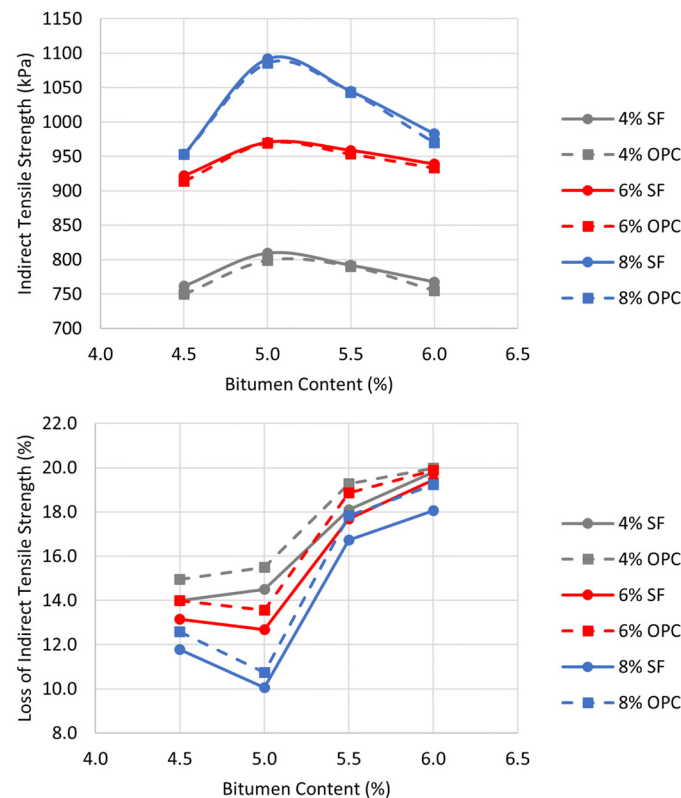 Indirect Tensile Strength (kPa)
1150
1100
1050
1000
950
900
850
800
750
700
4.0 4.5 5.0 5.5 6.0 6.5
Bitumen Content (%)
4% SF
4% OPC
6% SF
6% OPC
8% SF
8% OPC
Loss of Indirect Tensile Strength (%)
22.0
20.0
18.0
16.0
14.0
12.0
10.0
8.0
4.0 4.5 5.0 5.5 6.0 6.5
Bitumen Content (%)
4% SF
4% OPC
6% SF
6% OPC
8% SF
8% OPC